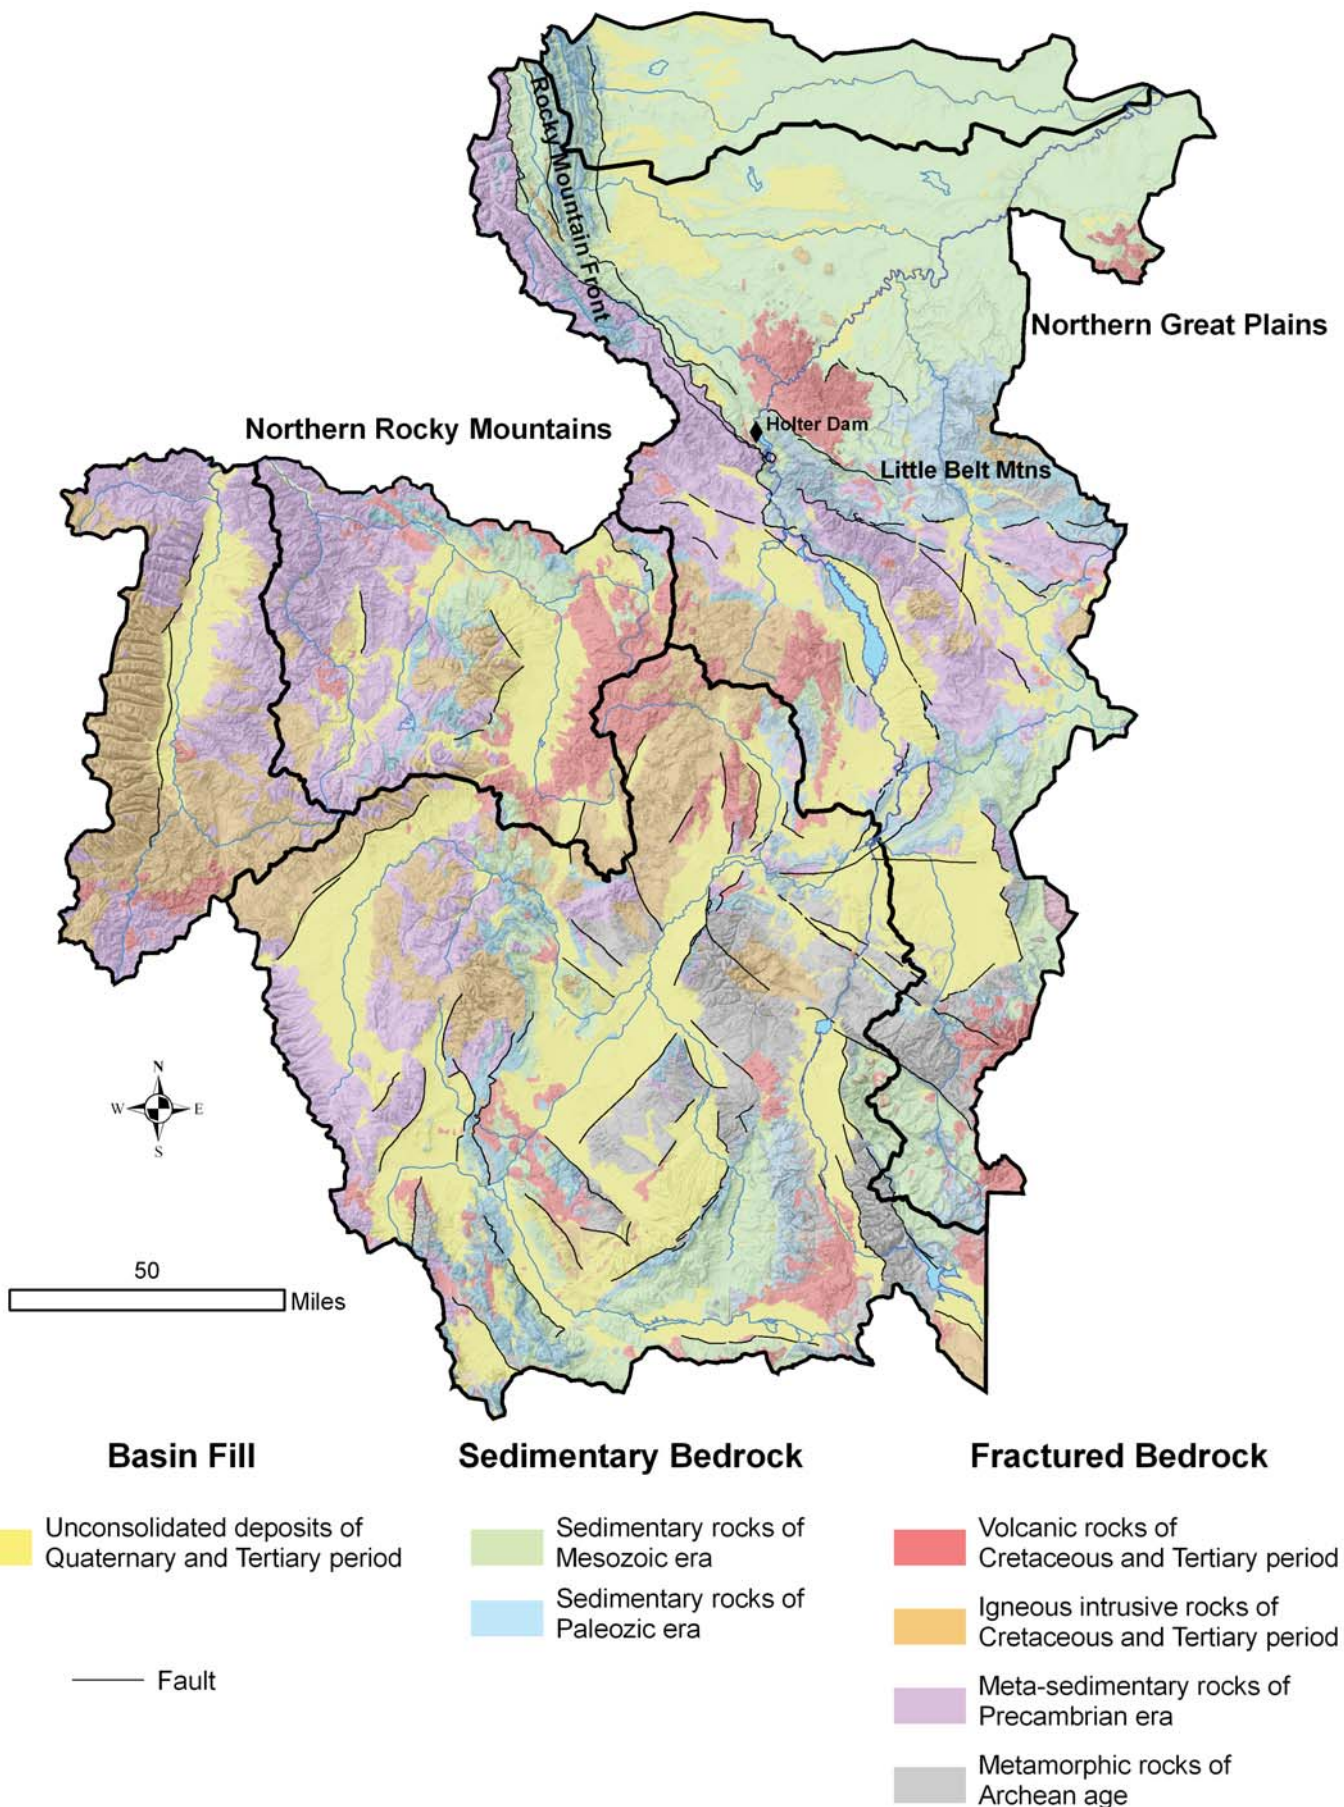 Rocky Mountain Front
Northern Great Plains
Holter Dam
Northern Rocky Mountains
Little Belt Mtns
N
W E
S
50
Miles
Basin Fill
Unconsolidated deposits of
Quaternary and Tertiary period
Fault
Sedimentary Bedrock
Sedimentary rocks of
Mesozoic era
Sedimentary rocks of
Paleozic era
Fractured Bedrock
Volcanic rocks of
Cretaceous and Tertiary period
Igneous intrusive rocks of
Cretaceous and Tertiary period
Meta-sedimentary rocks of
Precambrian era
Metamorphic rocks of
Archean age